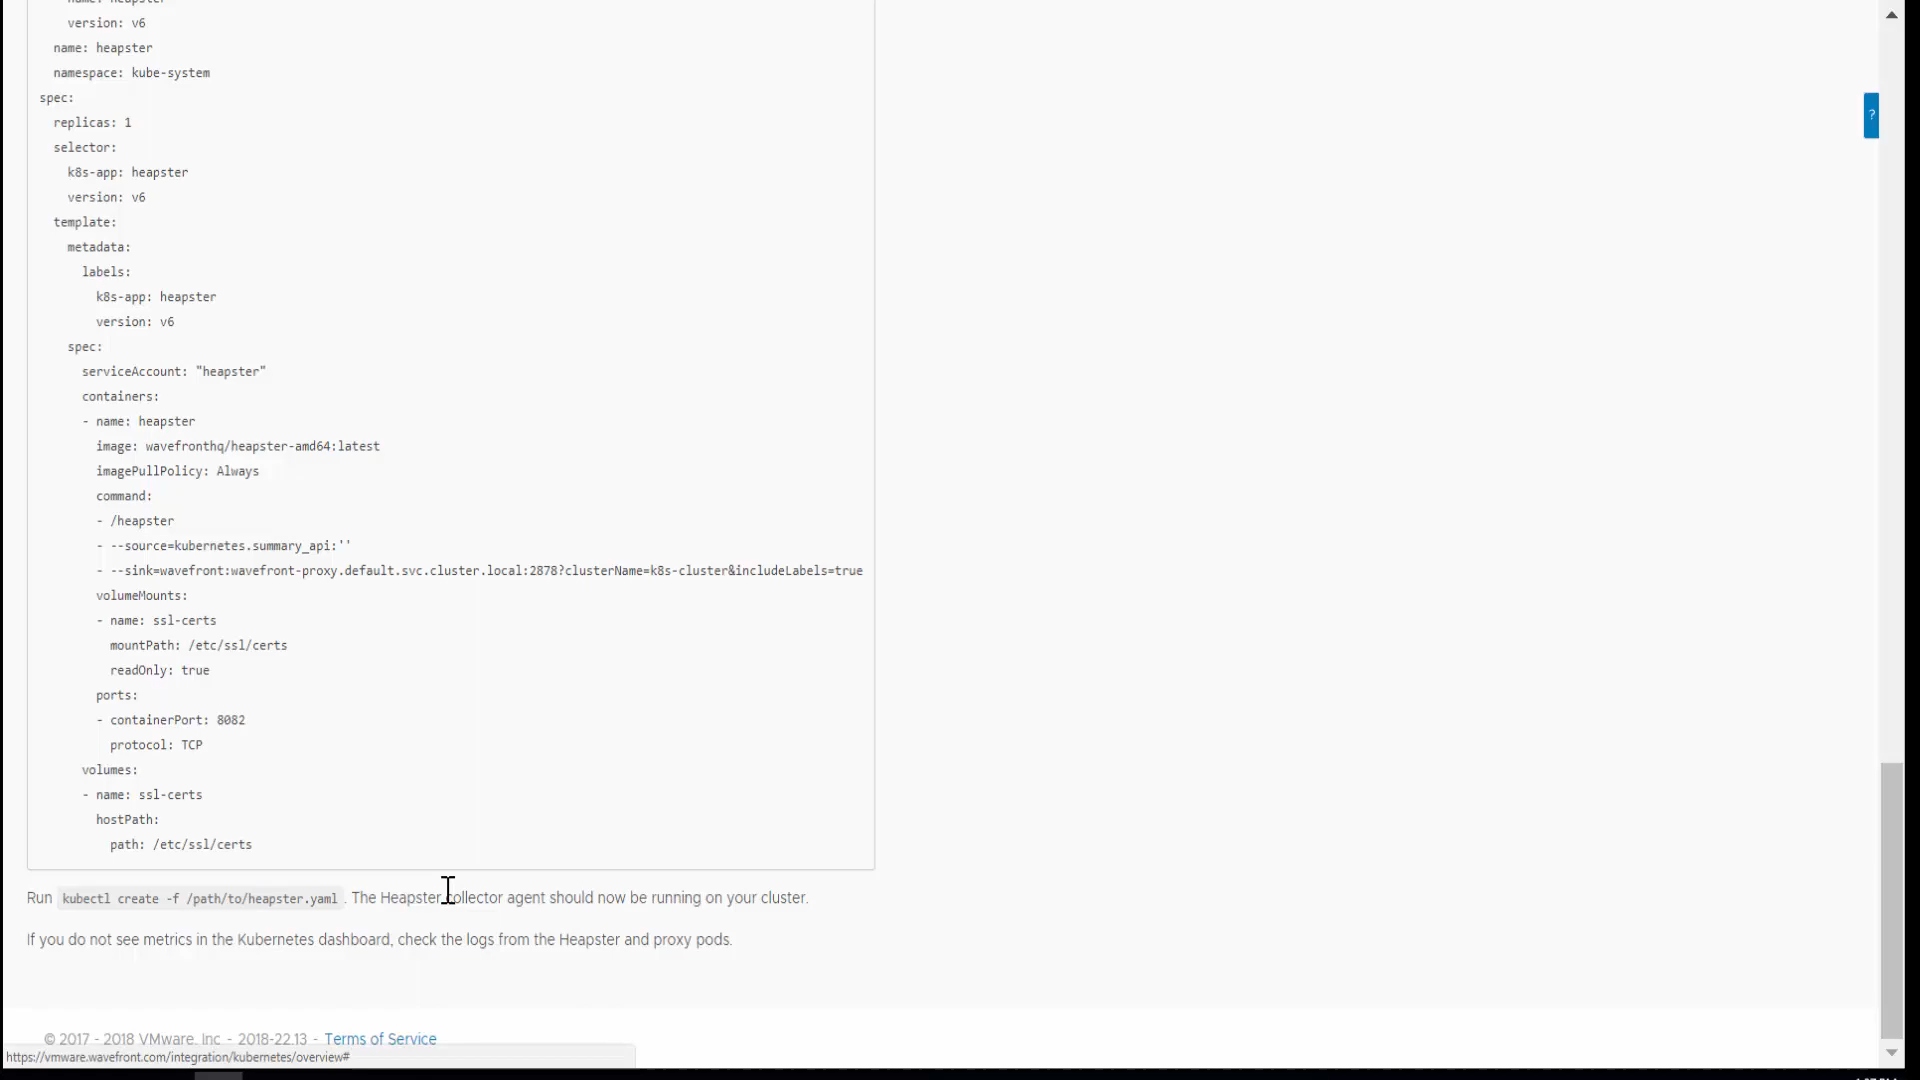 name: heapster
version: v6
name: heapster
namespace: kube-system
spec:
replicas: 1
selector:
k8s-app: heapster
version: v6
template:
metadata:
labels:
k8s-app: heapster
version: v6
spec:
serviceAccount: "heapster"
containers:
- name: heapster
image: wavefronthq/heapster-amd64:latest
imagePullPolicy: Always
command:
- /heapster
- --source=kubernetes.summary_api:''
- --sink=wavefront:wavefront-proxy.default.svc.cluster.local:2878?clusterName=k8s-cluster&includeLabels=true
volumeMounts:
- name: ssl-certs
mountPath: /etc/ssl/certs
readOnly: true
ports:
- containerPort: 8082
protocol: TCP
volumes:
- name: ssl-certs
hostPath:
path: /etc/ssl/certs
Run kubectl create -f /path/to/heapster.yaml . The Heapster collector agent should now be running on your cluster.
If you do not see metrics in the Kubernetes dashboard, check the logs from the Heapster and proxy pods.
© 2017 - 2018 VMware, Inc - 2018-22.13 - Terms of Service
https://vmware.wavefront.com/integration/kubernetes/overview#
?